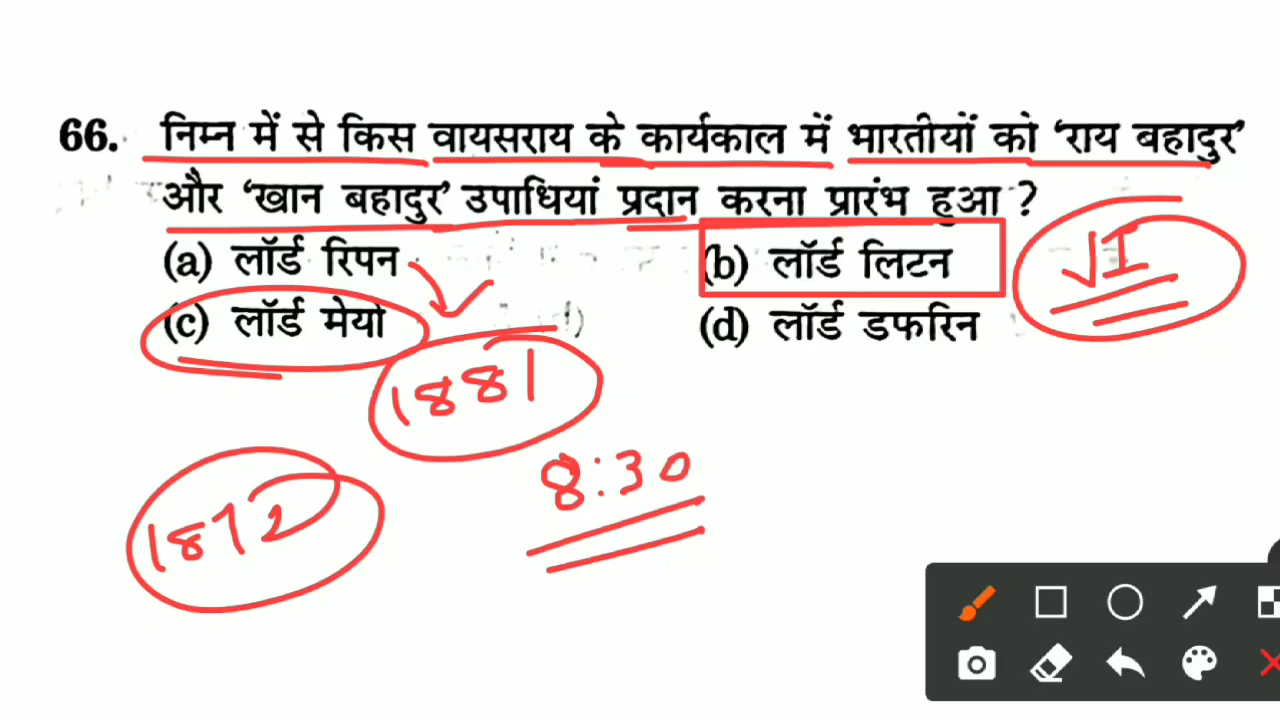 66. निम्न में से किस वायसराय के कार्यकाल में भारतीयों को ‘राय बहादुर’
और ‘खान बहादुर’ उपाधियां प्रदान करना प्रारंभ हुआ ?
(a) लॉर्ड रिपन (b) लॉर्ड लिटन
√I
(c) लॉर्ड मेयो (d) लॉर्ड डफरिन
1881
8:30
1872